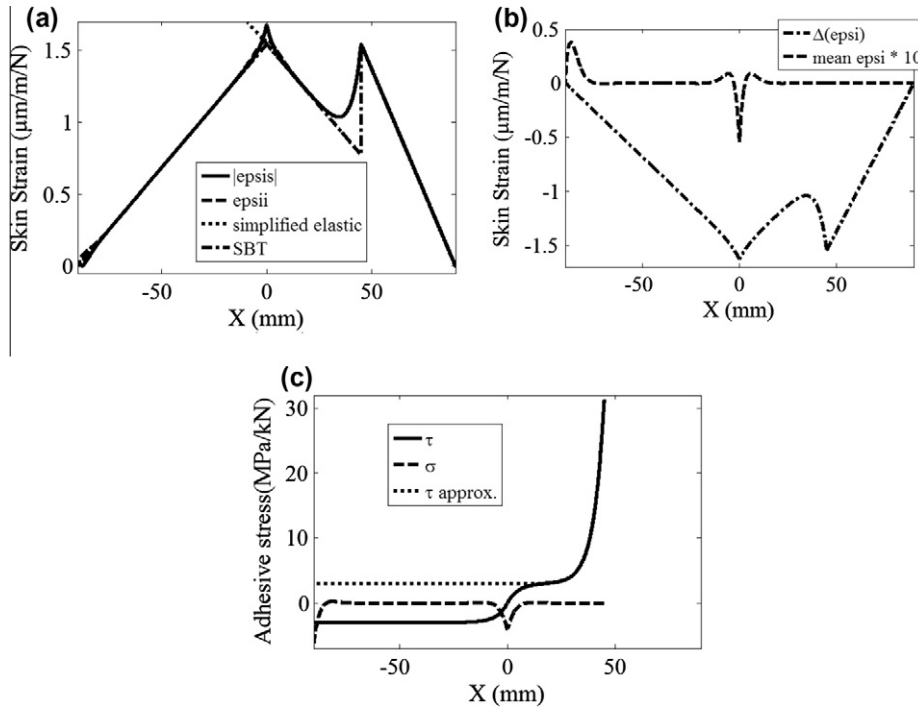 (a)
Skin Strain (μm/m/N)
1.5
1
0.5
0
-50
0
50
X (mm)
|epsis|
epsii
simplified elastic
SBT
(b)
Skin Strain (μm/m/N)
0.5
0
-0.5
-1
-1.5
-50
0
50
X (mm)
Δ(epsi)
mean epsi * 10
(c)
Adhesive stress(MPa/kN)
30
20
10
0
-50
0
50
X (mm)
τ
σ
τ approx.